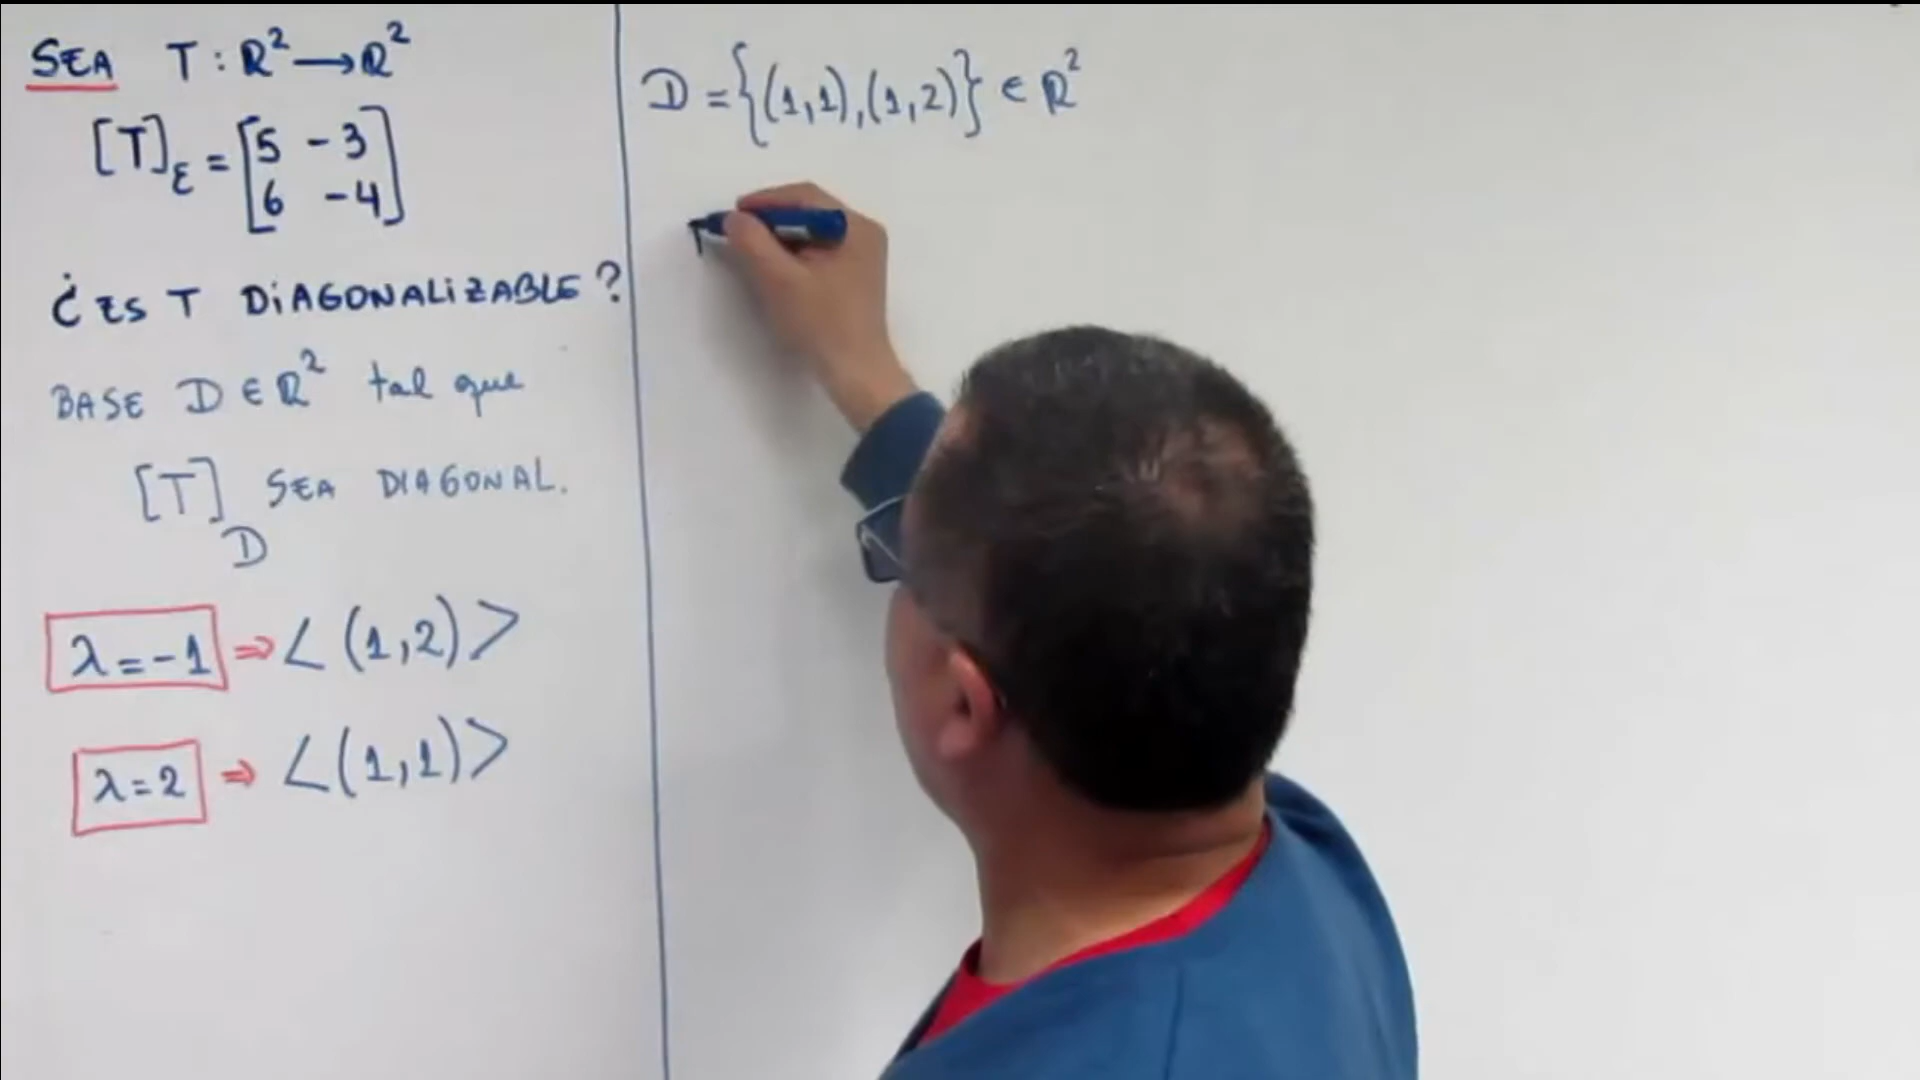 SEA T : ℝ² → ℝ²
[T]ε = [5 -3
6 -4]
¿ ES T DIAGONALIZABLE ?
BASE D ∈ ℝ² tal que
[T]D SEA DIAGONAL.
λ = -1 ⇒ < (1,2) >
λ = 2 ⇒ < (1,1) >
D = {(1,1),(1,2)} ∈ ℝ²